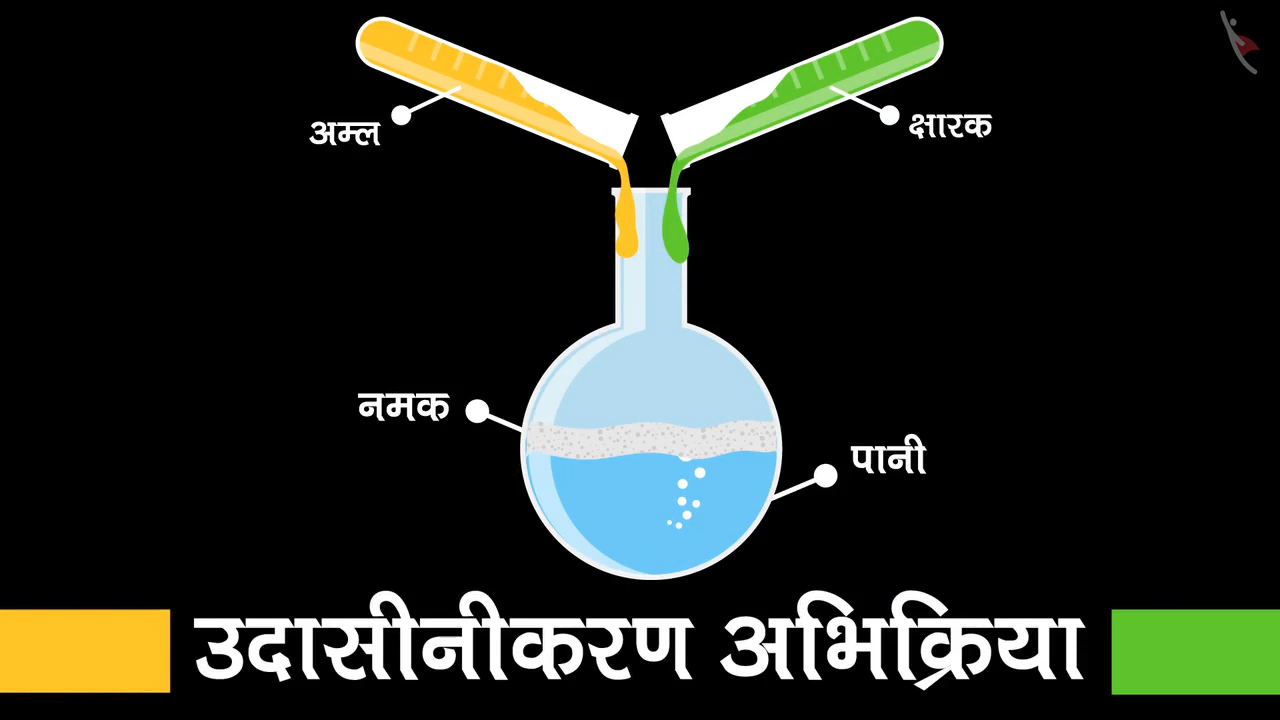 अम्ल
क्षारक
नमक
पानी
उदासीनीकरण अभिक्रिया